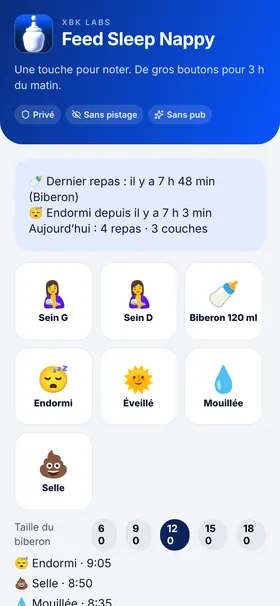 XBK LABS
Feed Sleep Nappy
Une touche pour noter. De gros boutons pour 3 h
du matin.
Privé
Sans pistage
Sans pub
🍼 Dernier repas : il y a 7 h 48 min
(Biberon)
😴 Endormi depuis il y a 7 h 3 min
Aujourd’hui : 4 repas · 3 couches
Sein G
Sein D
Biberon 120 ml
Endormi
Éveillé
Mouillée
Selle
Taille du
biberon
60
90
120
150
180
😴 Endormi · 9:05
💩 Selle · 8:50
💧 Mouillée · 8:35